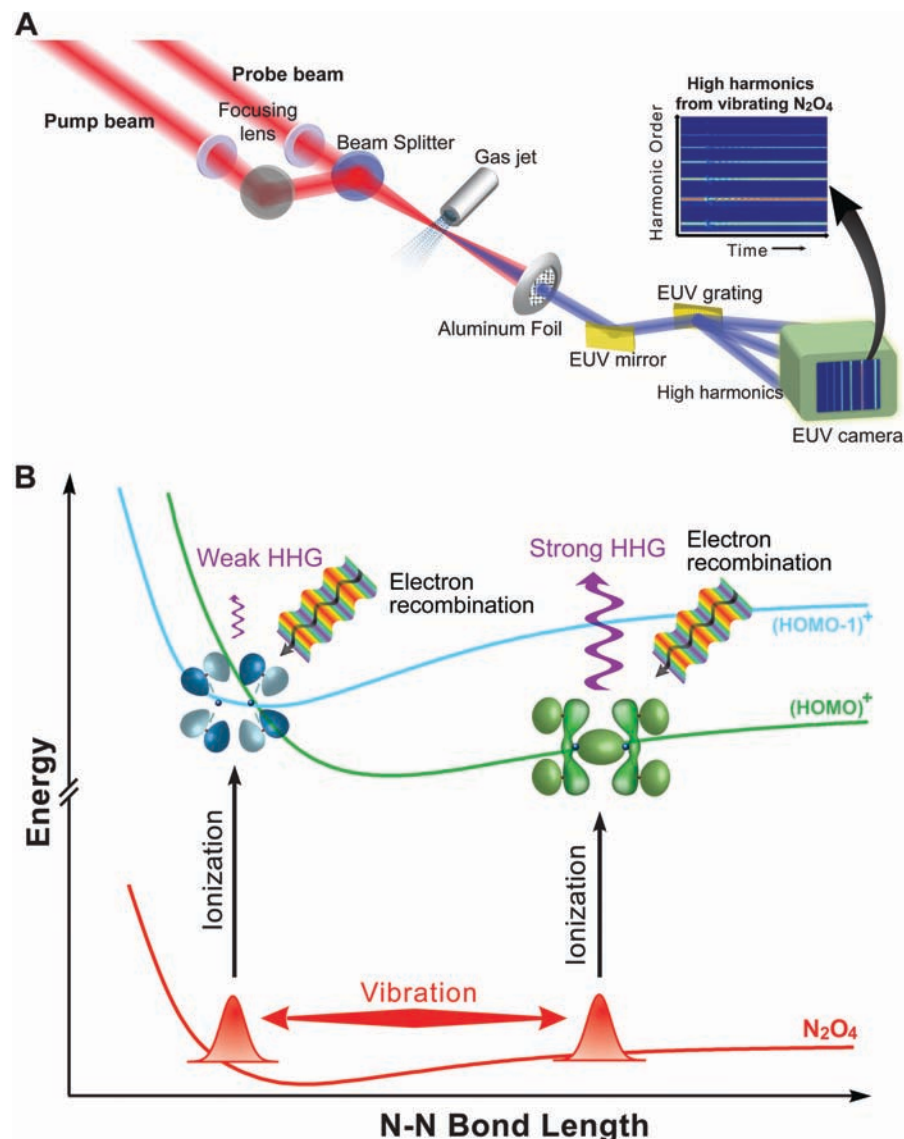 A
Probe beam
Pump beam
Focusing
lens
Beam Splitter
Gas jet
High harmonics
from vibrating N₂O₄
Harmonic Order
Time
Aluminum Foil
EUV grating
EUV mirror
High harmonics
EUV camera
B
Weak HHG
Electron
recombination
Strong HHG
Electron
recombination
(HOMO-1)⁺
(HOMO)⁺
Energy
Ionization
Ionization
Vibration
N₂O₄
N-N Bond Length